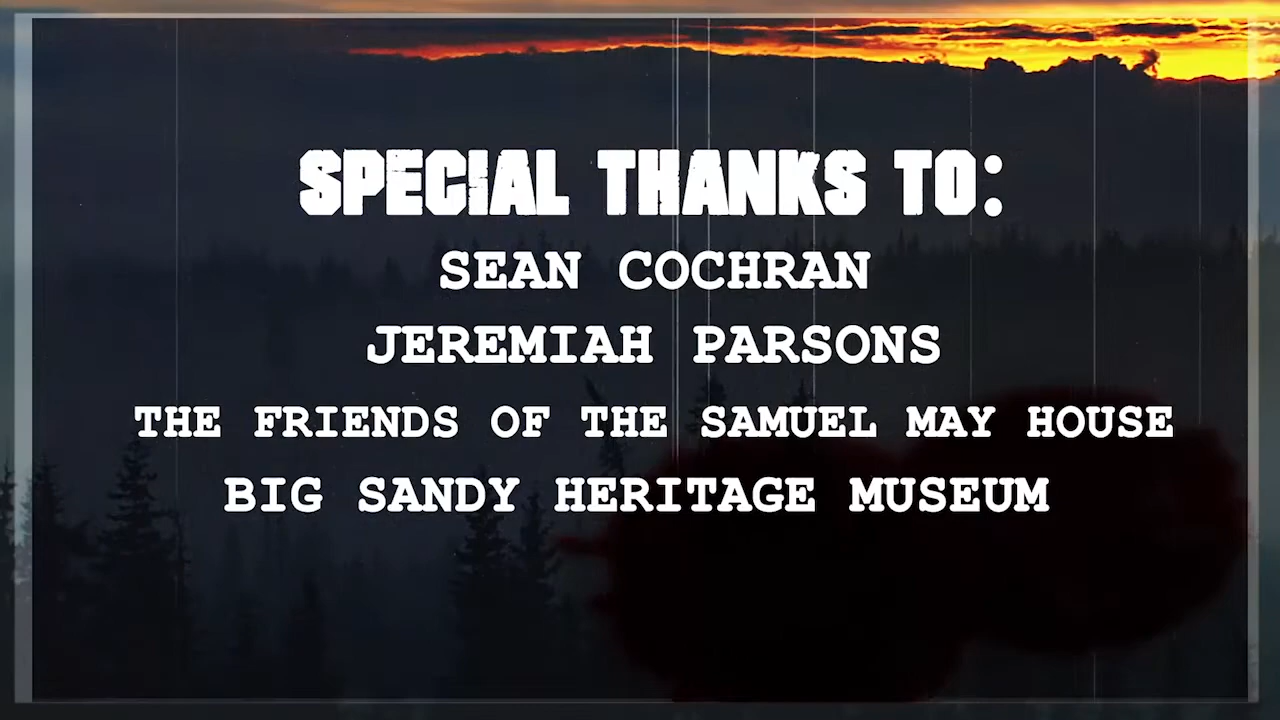 SPECIAL THANKS TO:
SEAN COCHRAN
JEREMIAH PARSONS
THE FRIENDS OF THE SAMUEL MAY HOUSE
BIG SANDY HERITAGE MUSEUM